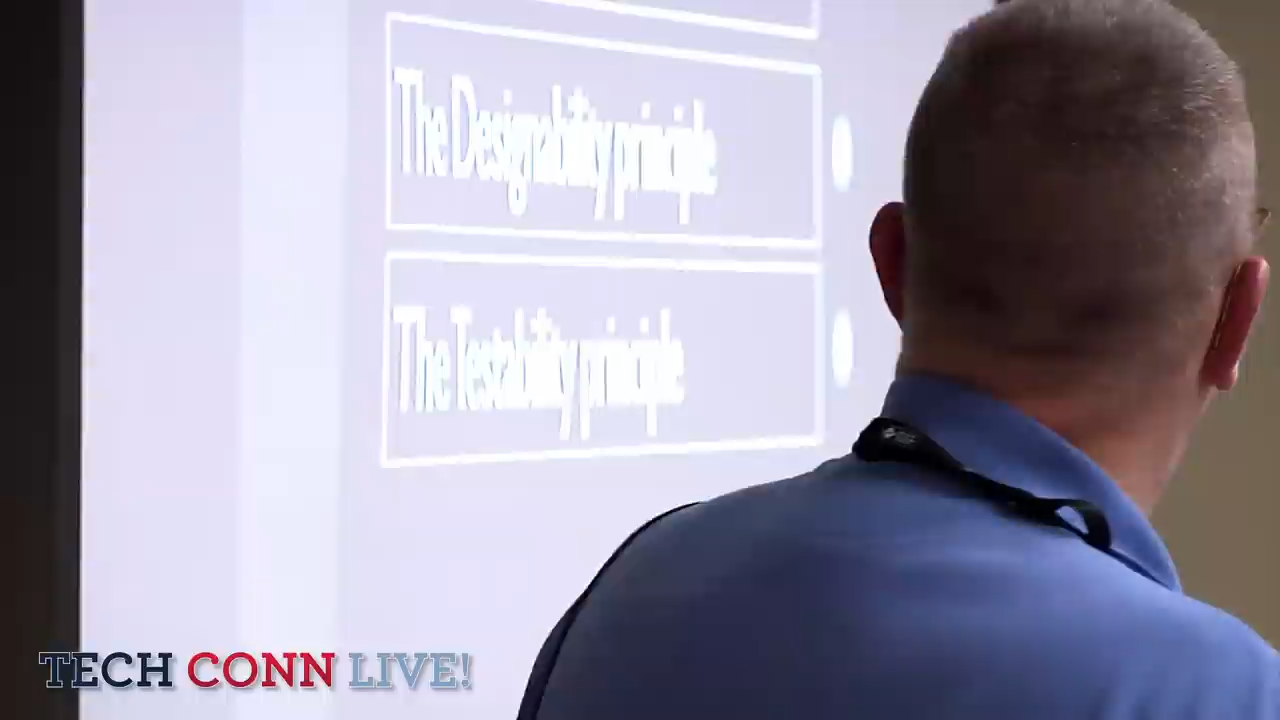 The Designability principle
The Testability principle
TECH CONN LIVE!